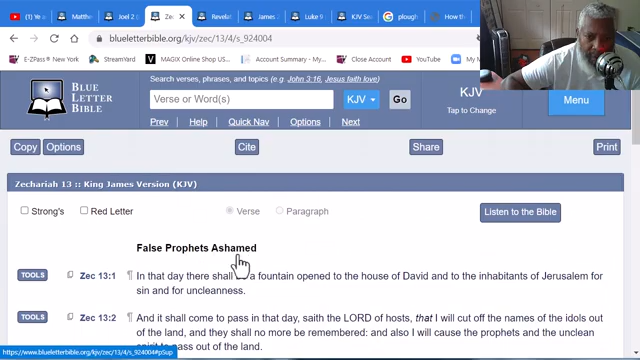 (1) Ye a
Matthe
Joel 2
Zec
Revela
James
Luke 9
KJV Se
plough
How th
blueletterbible.org/kjv/zec/13/4/s_924004
E-ZPass® New York
StreamYard
MAGIX Online Product...
Account Summary - My...
Close Account
YouTube
Maps
Blue
Letter
Bible
Search verses, phrases, and topics (e.g. John 3:16, Jesus faith love)
Verse or Word(s)
KJV
Go
Prev
Help
Quick Nav
Options
Next
KJV
Tap to Change
Menu
Copy
Options
Cite
Share
Print
Zechariah 13 :: King James Version (KJV)
Strong's
Red Letter
Verse
Paragraph
Listen to the Bible
False Prophets Ashamed
TOOLS
Zec 13:1
¶ In that day there shall be a fountain opened to the house of David and to the inhabitants of Jerusalem for
sin and for uncleanness.
TOOLS
Zec 13:2
¶ And it shall come to pass in that day, saith the LORD of hosts, that I will cut off the names of the idols out
of the land, and they shall no more be remembered: and also I will cause the prophets and the unclean
spirit to pass out of the land.
https://www.blueletterbible.org/kjv/zec/13/4/s_924004#pSup